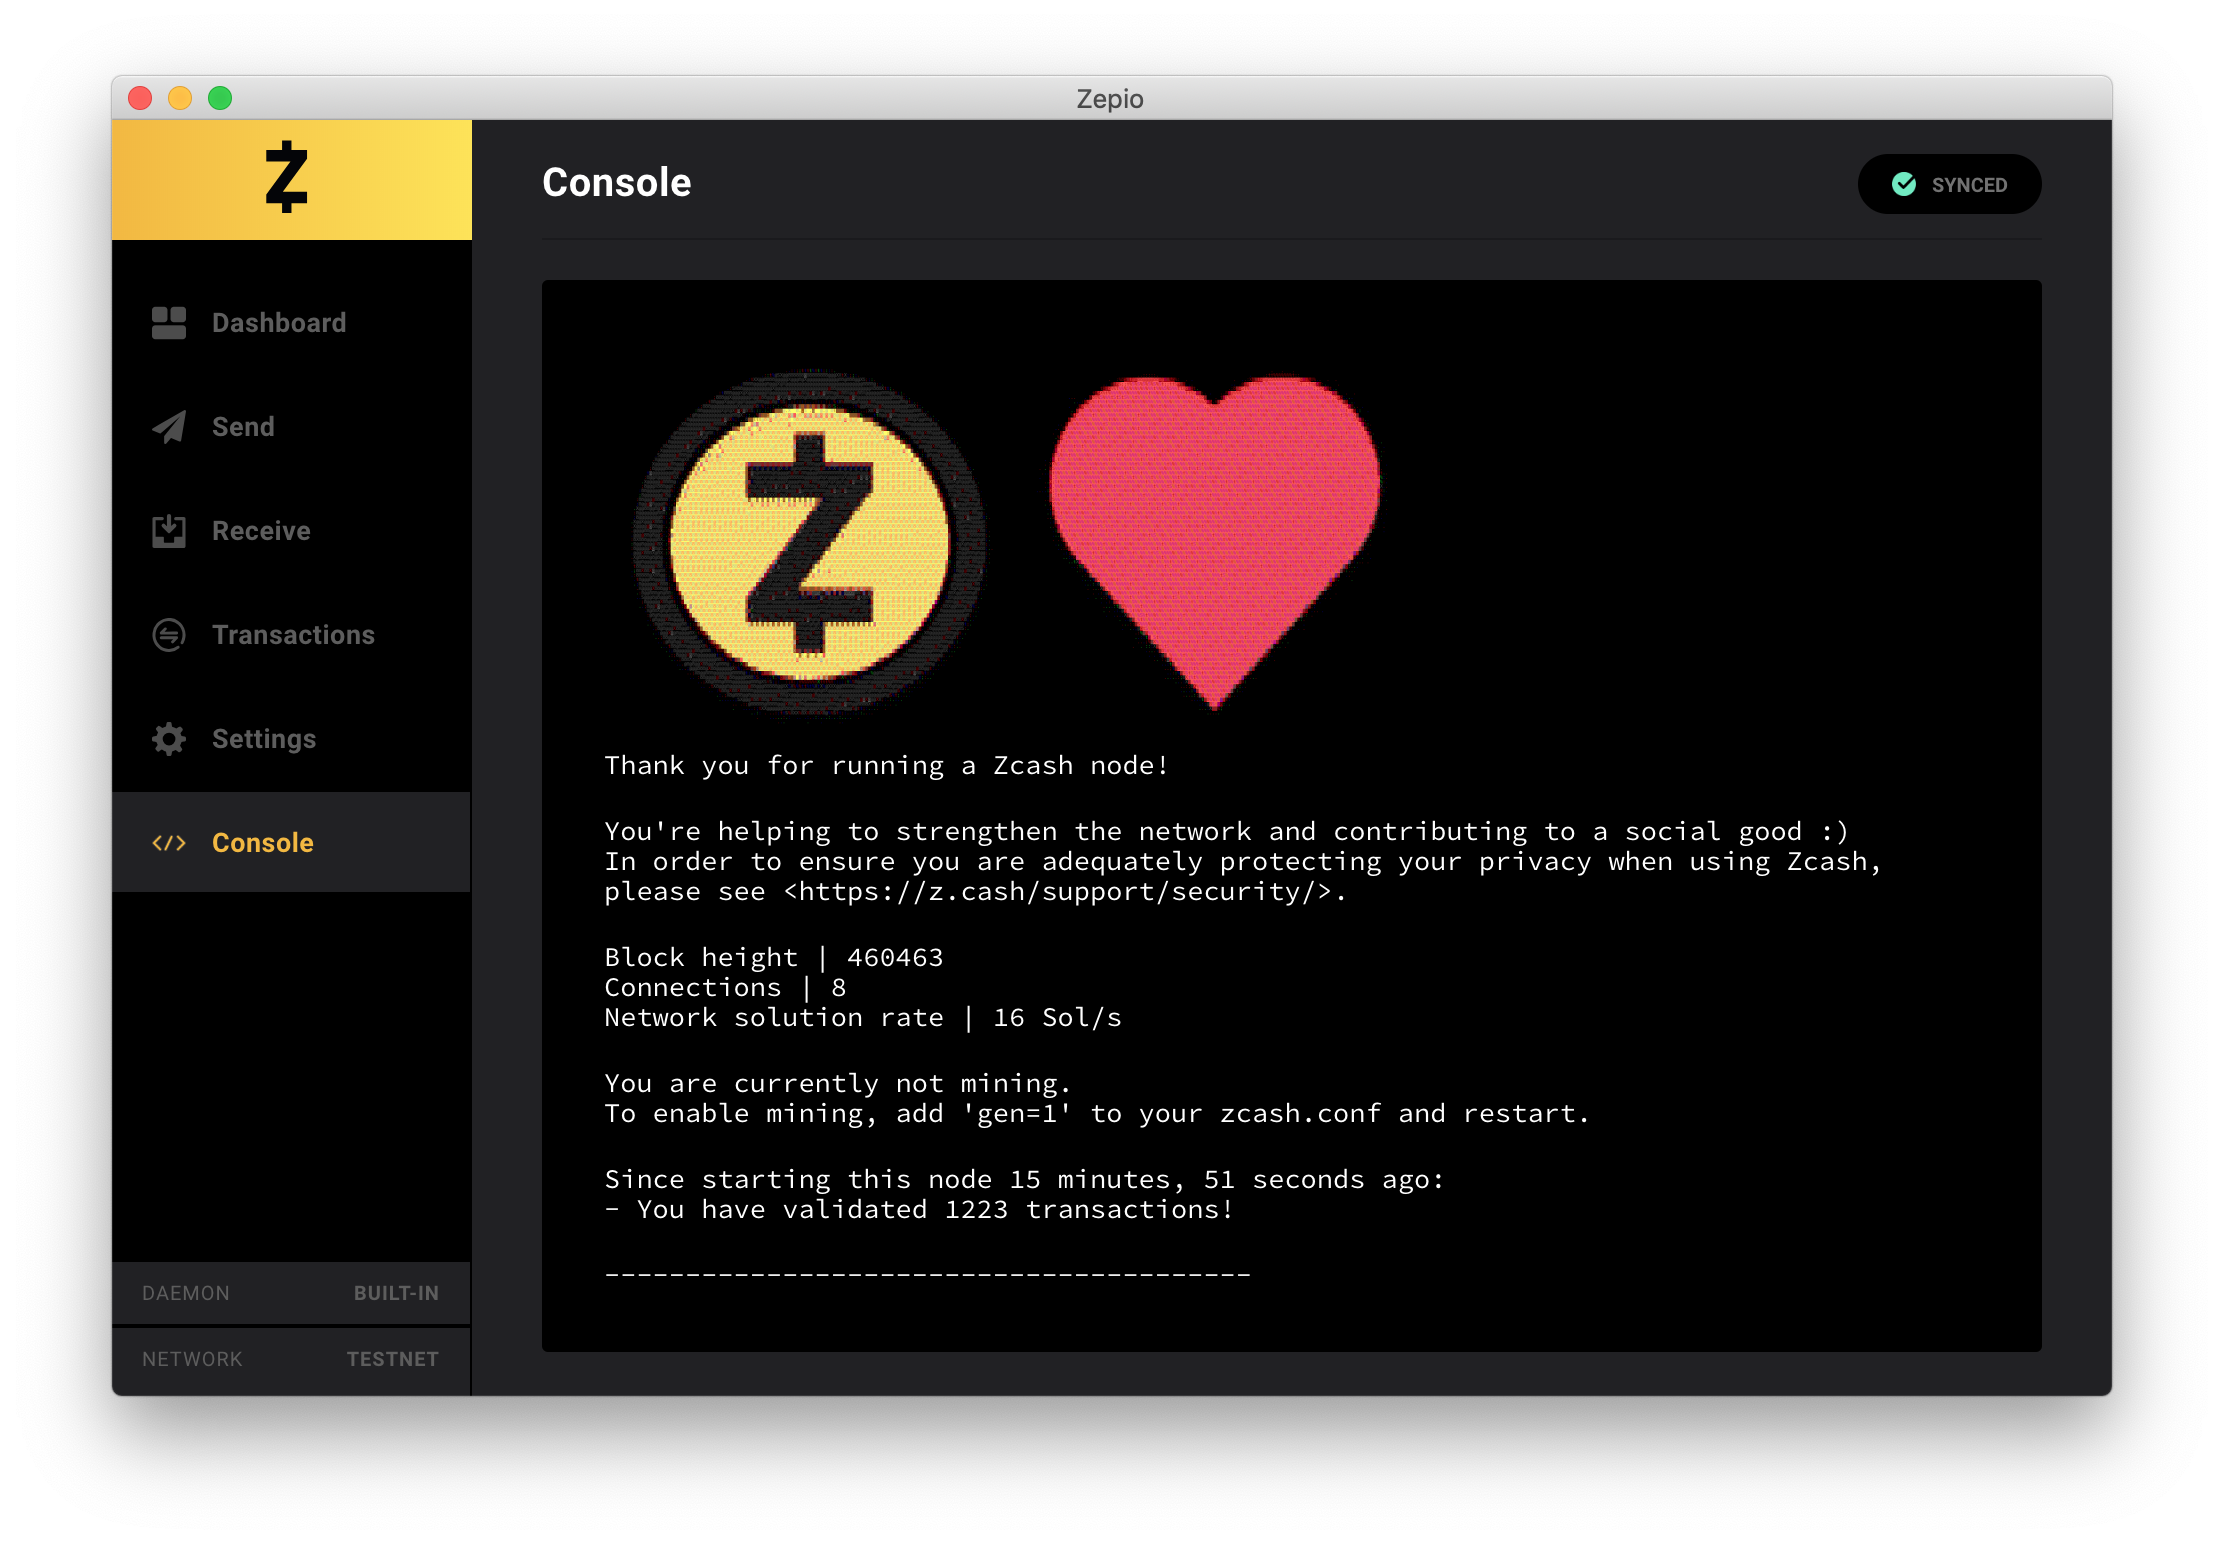 Zepio
Console
SYNCED
Dashboard
Send
Receive
Transactions
Settings
Console
Thank you for running a Zcash node!
You're helping to strengthen the network and contributing to a social good :)
In order to ensure you are adequately protecting your privacy when using Zcash,
please see <https://z.cash/support/security/>.
Block height | 460463
Connections | 8
Network solution rate | 16 Sol/s
You are currently not mining.
To enable mining, add 'gen=1' to your zcash.conf and restart.
Since starting this node 15 minutes, 51 seconds ago:
- You have validated 1223 transactions!
----------------------------------------
DAEMON BUILT-IN
NETWORK TESTNET